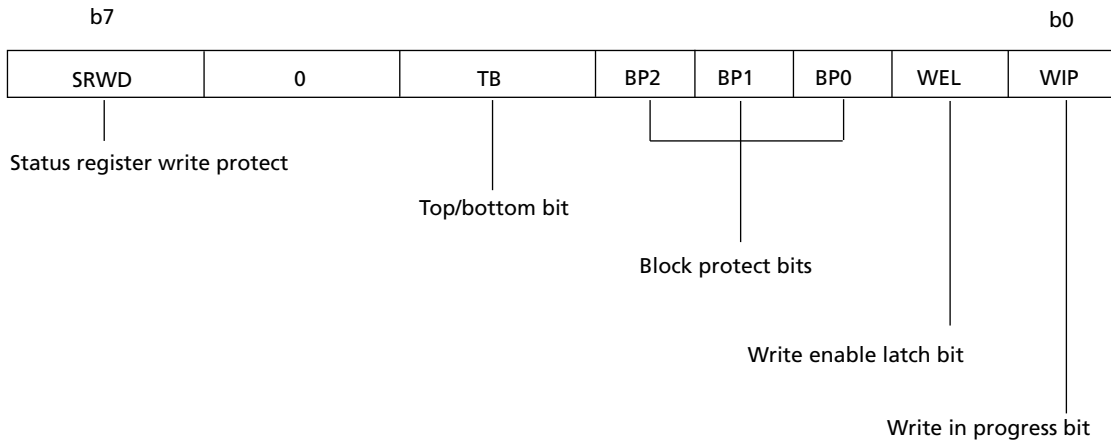 b7 b0
SRWD 0 TB BP2 BP1 BP0 WEL WIP
Status register write protect
Top/bottom bit
Block protect bits
Write enable latch bit
Write in progress bit